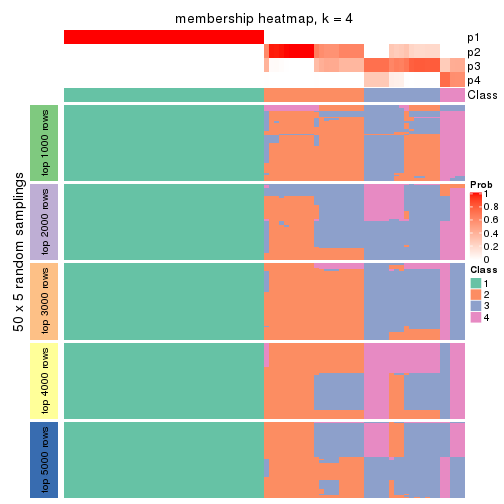 membership heatmap, k = 4
p1
p2
p3
p4
Class
50 x 5 random samplings
top 1000 rows
top 2000 rows
top 3000 rows
top 4000 rows
top 5000 rows
Prob
1
0.8
0.6
0.4
0.2
0
Class
1
2
3
4